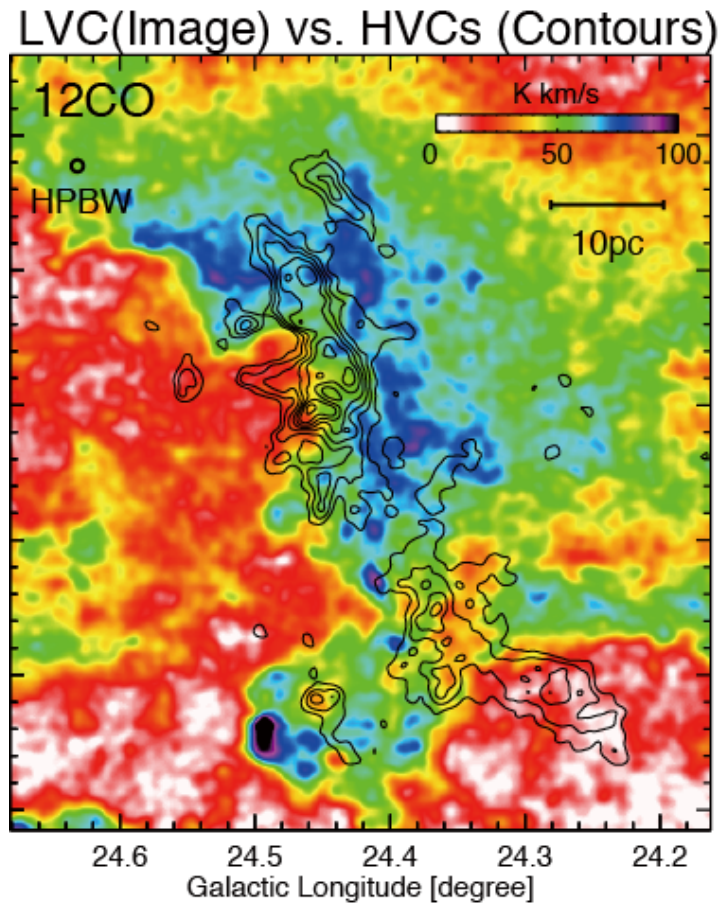 LVC(Image) vs. HVCs (Contours)
12CO
K km/s
0 50 100
HPBW
10pc
24.6 24.5 24.4 24.3 24.2
Galactic Longitude [degree]